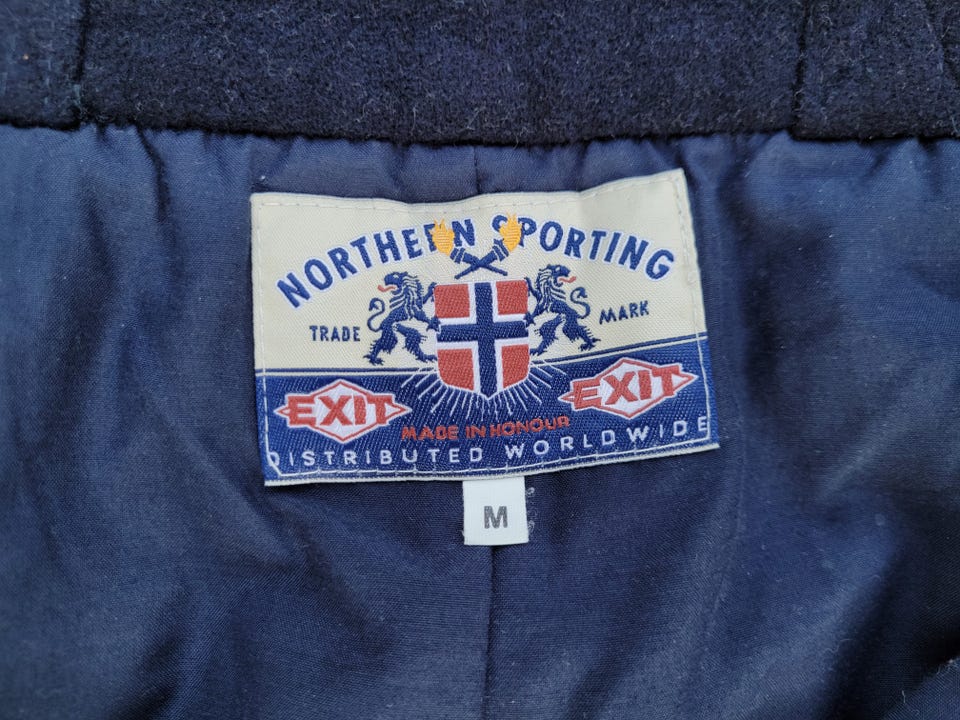 NORTHERN SPORTING
TRADE MARK
EXIT EXIT
MADE IN HONOUR
DISTRIBUTED WORLDWIDE
M